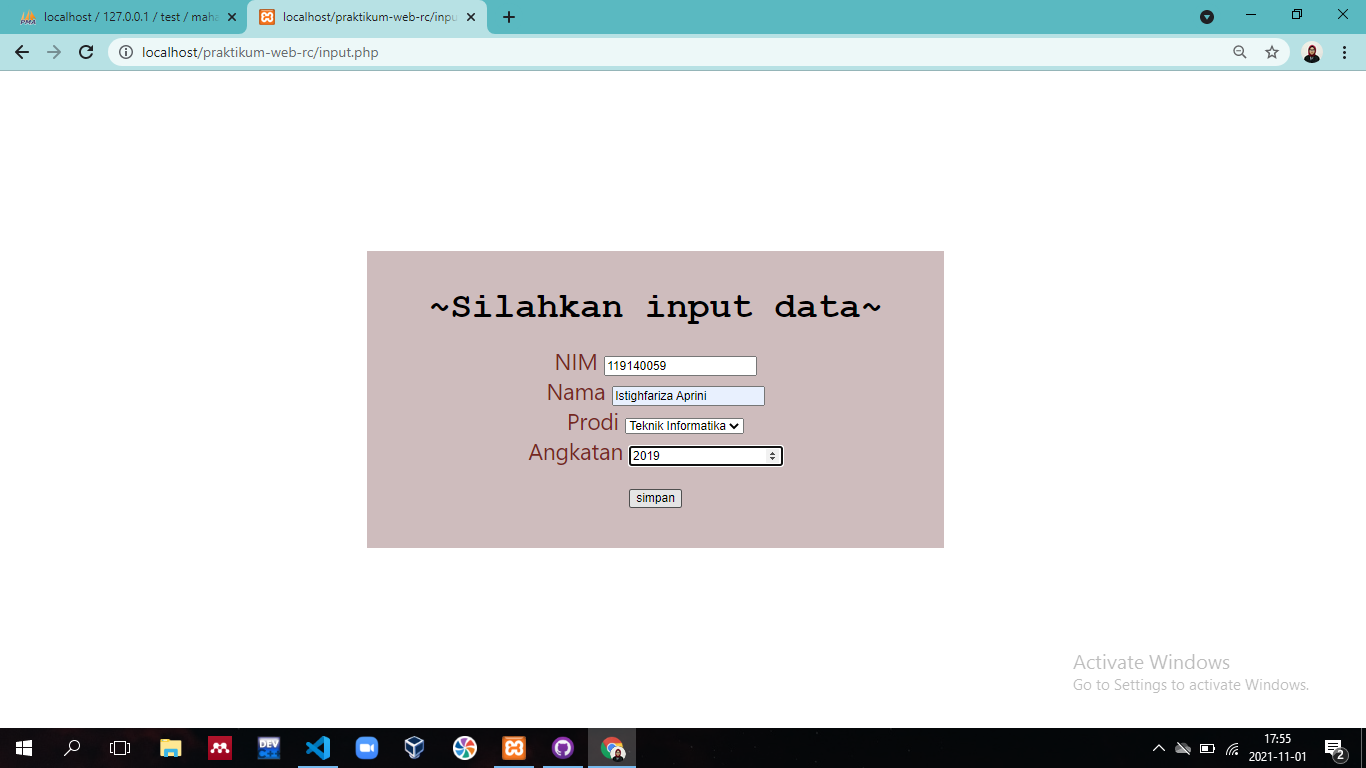 localhost / 127.0.0.1 / test / maha
localhost/praktikum-web-rc/inpu
localhost/praktikum-web-rc/input.php
~Silahkan input data~
NIM 119140059
Nama Istighfariza Aprini
Prodi Teknik Informatika
Angkatan 2019
simpan
Activate Windows
Go to Settings to activate Windows.
DEV
17:55
2021-11-01
2